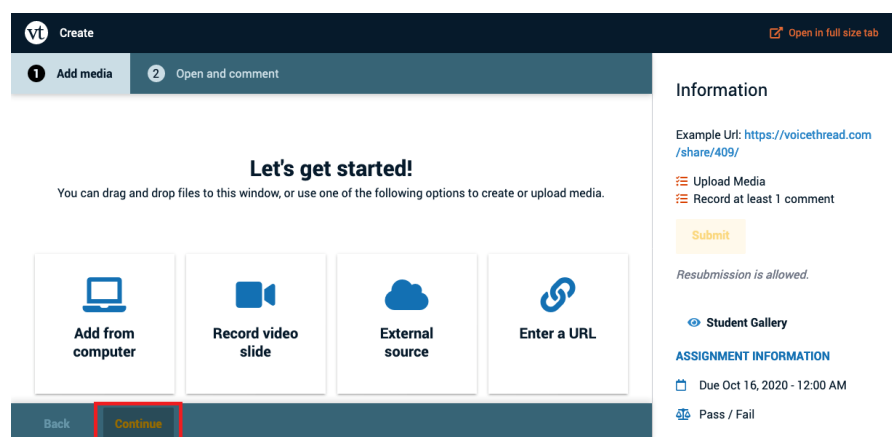 vt Create
Open in full size tab
1 Add media
2 Open and comment
Let's get started!
You can drag and drop files to this window, or use one of the following options to create or upload media.
Add from
computer
Record video
slide
External
source
Enter a URL
Back
Continue
Information
Example Url: https://voicethread.com
/share/409/
Upload Media
Record at least 1 comment
Submit
Resubmission is allowed.
Student Gallery
ASSIGNMENT INFORMATION
Due Oct 16, 2020 - 12:00 AM
Pass / Fail